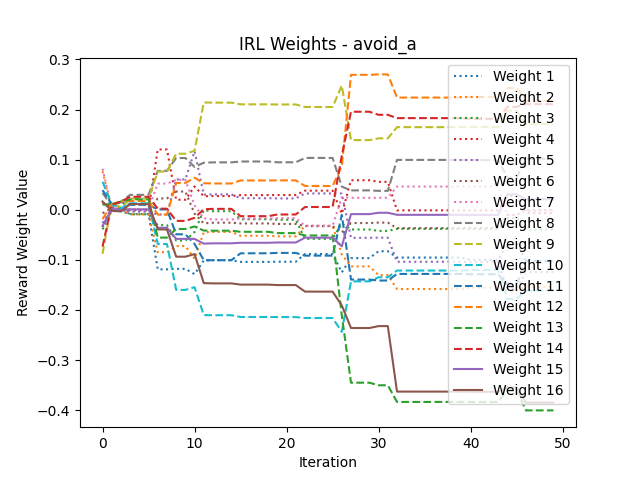 IRL Weights - avoid_a
Reward Weight Value
0.3
0.2
0.1
0.0
−0.1
−0.2
−0.3
−0.4
Weight 1
Weight 2
Weight 3
Weight 4
Weight 5
Weight 6
Weight 7
Weight 8
Weight 9
Weight 10
Weight 11
Weight 12
Weight 13
Weight 14
Weight 15
Weight 16
0 10 20 30 40 50
Iteration